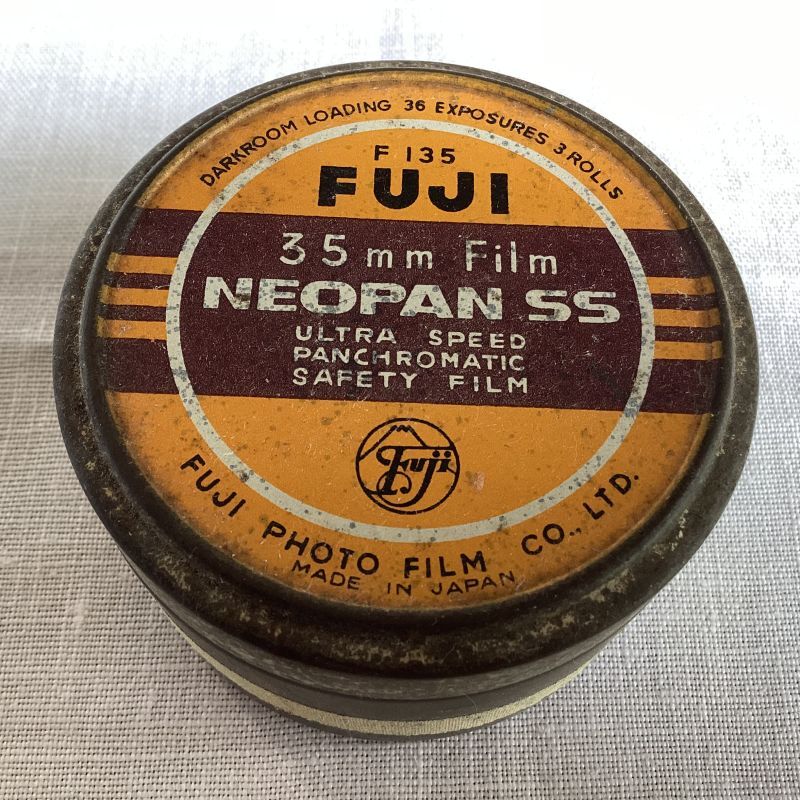 DARKROOM LOADING 36 EXPOSURES 3 ROLLS
F 135
FUJI
35mm Film
NEOPAN SS
ULTRA SPEED
PANCHROMATIC
SAFETY FILM
Fuji
FUJI PHOTO FILM CO., LTD.
MADE IN JAPAN